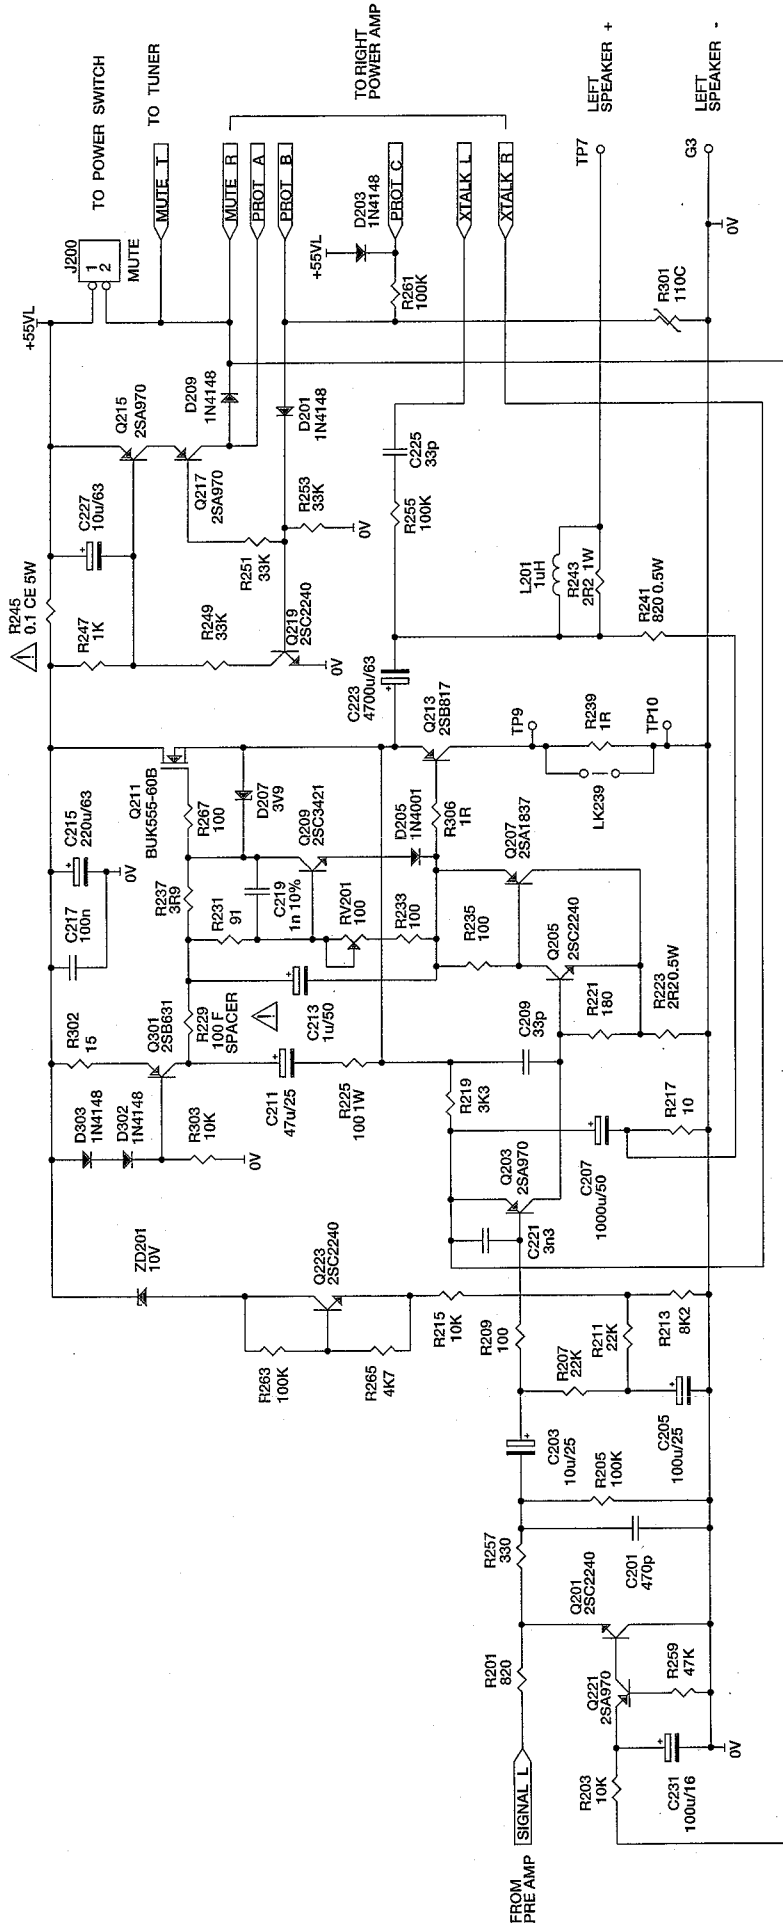 +55VL
J200
1
2
MUTE
TO POWER SWITCH
TO TUNER
MUTE T
MUTE R
PROT A
PROT B
TO RIGHT
POWER AMP
PROT C
XTALK L
XTALK R
+55VL
D203
1N4148
R261
100K
R301
110C
TP7
LEFT
SPEAKER +
G3
LEFT
SPEAKER -
0V
R245
0.1 CE 5W
C227
10u/63
R247
1K
Q215
2SA970
Q217
2SA970
D209
1N4148
D201
1N4148
R249
33K
R251
33K
R253
33K
0V
Q219
2SC2240
0V
C225
33p
R255
100K
C223
4700u/63
L201
1uH
R243
2R2 1W
R241
820 0.5W
Q213
2SB817
TP9
R239
1R
TP10
LK239
C215
220u/63
C217
100n
0V
Q211
BUK555-60B
R267
100
D207
3V9
Q209
2SC3421
D205
1N4001
R306
1R
Q207
2SA1837
R237
3R9
R231
91
C219
1n 10%
RV201
100
R233
100
R235
100
Q205
2SC2240
R302
15
Q301
2SB631
R229
100 F
SPACER
C213
1u/50
C209
33p
R221
180
R223
2R2 0.5W
D303
1N4148
D302
1N4148
R303
10K
0V
C211
47u/25
R225
100 1W
R219
3K3
Q203
2SA970
C221
3n3
C207
1000u/50
R217
10
ZD201
10V
Q223
2SC2240
R263
100K
R265
4K7
R215
10K
R209
100
R207
22K
R211
22K
R213
8K2
C203
10u/25
C205
100u/25
R205
100K
R257
330
C201
470p
R201
820
Q201
2SC2240
Q221
2SA970
R259
47K
R203
10K
C231
100u/16
0V
SIGNAL L
FROM
PRE AMP